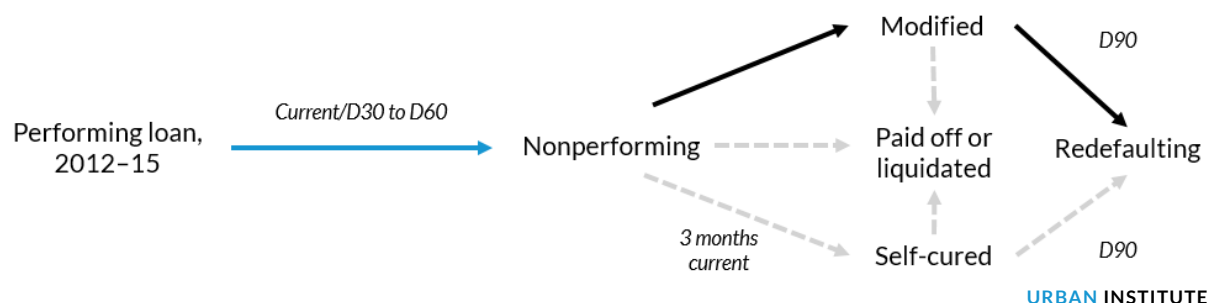 Performing loan,
2012–15
Current/D30 to D60
Nonperforming
3 months
current
Modified
Paid off or
liquidated
Self-cured
D90
Redefaulting
D90
URBAN INSTITUTE